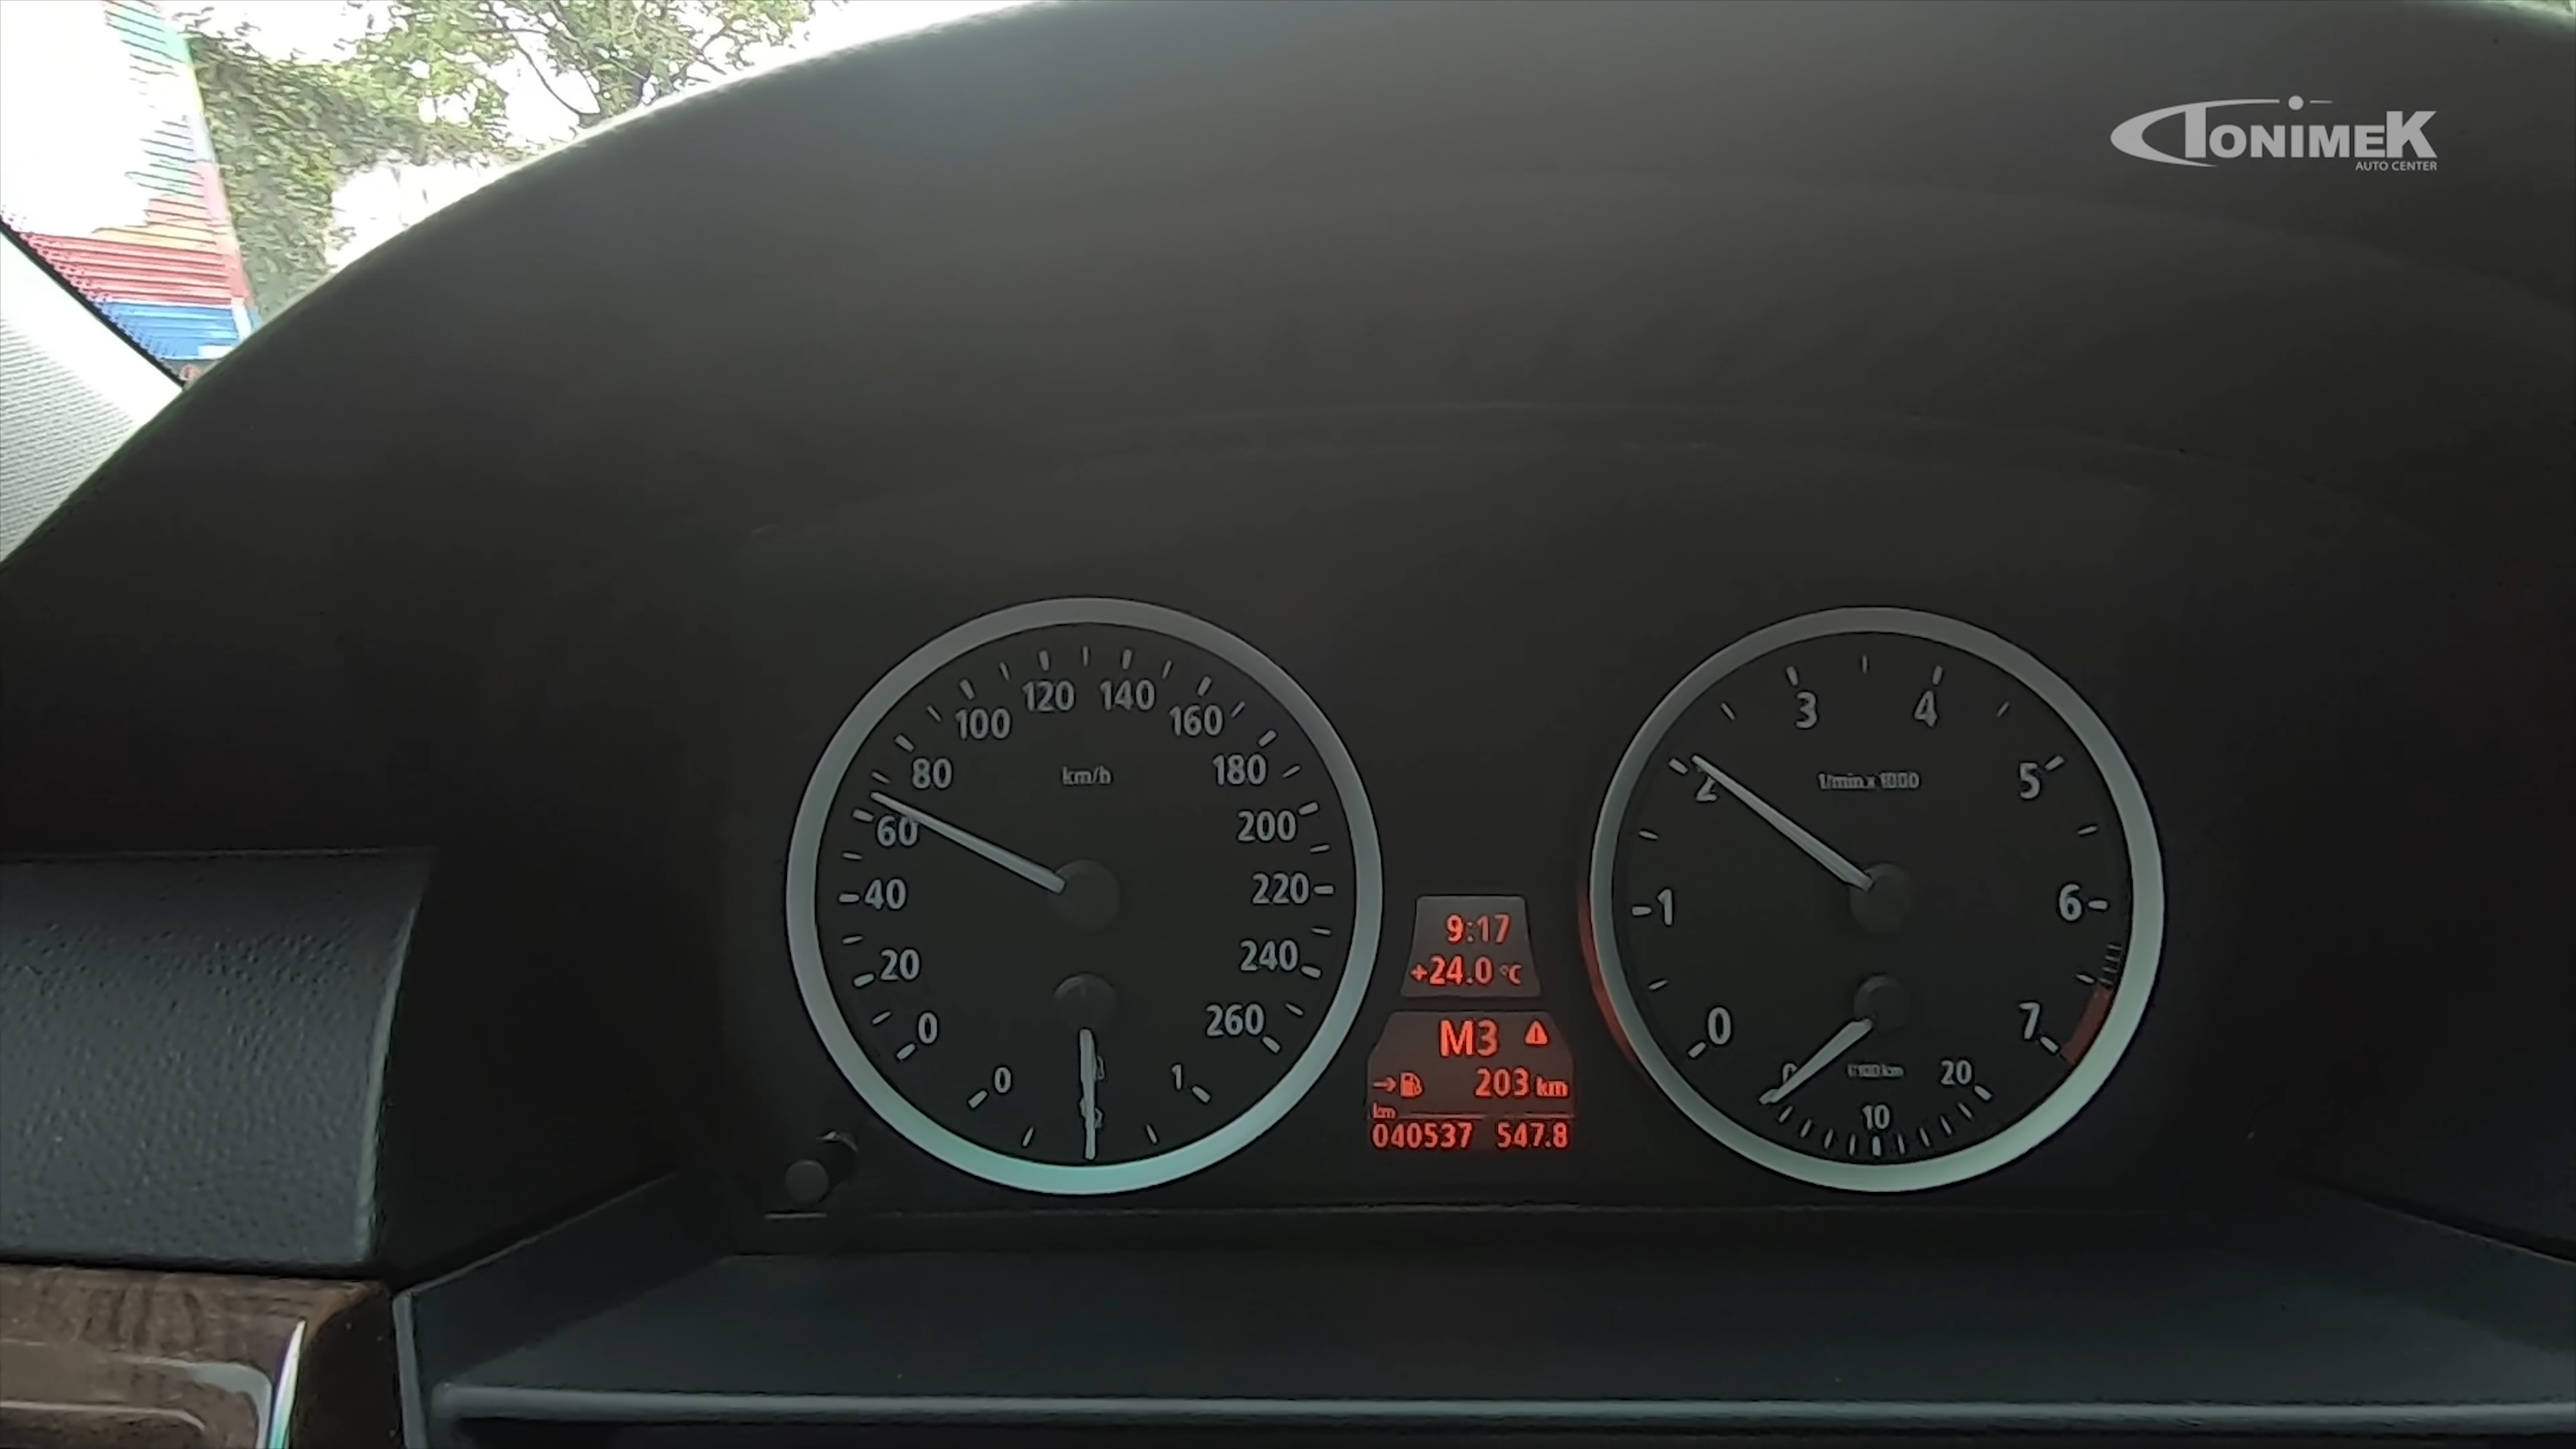 TONIMEK
AUTO CENTER
120 140
100 160
80 km/h 180
60 200
40 220
20 240
0 260
0 1
9:17
+24.0 °C
M3
203 km
km
040537 547.8
3 4
2 1/min x 1000 5
1 6
0 7
0 20
10